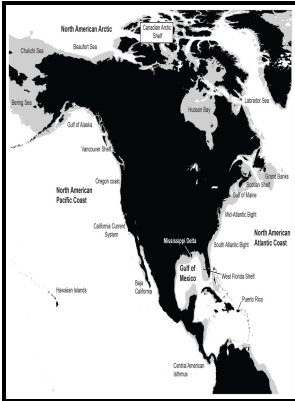 North American Arctic
Canadian Arctic
Shelf
Beaufort Sea
Chukchi Sea
Bering Sea
Hudson Bay
Labrador Sea
Gulf of Alaska
Vancouver Shelf
Grand Banks
Scotian Shelf
Gulf of Maine
Oregon coast
North American
Pacific Coast
Mid-Atlantic Bight
California Current
System
North American
Atlantic Coast
Mississippi Delta
South Atlantic Bight
Gulf of
Mexico
West Florida Shelf
Hawaiian Islands
Baja
California
Puerto Rico
Central American
Isthmus